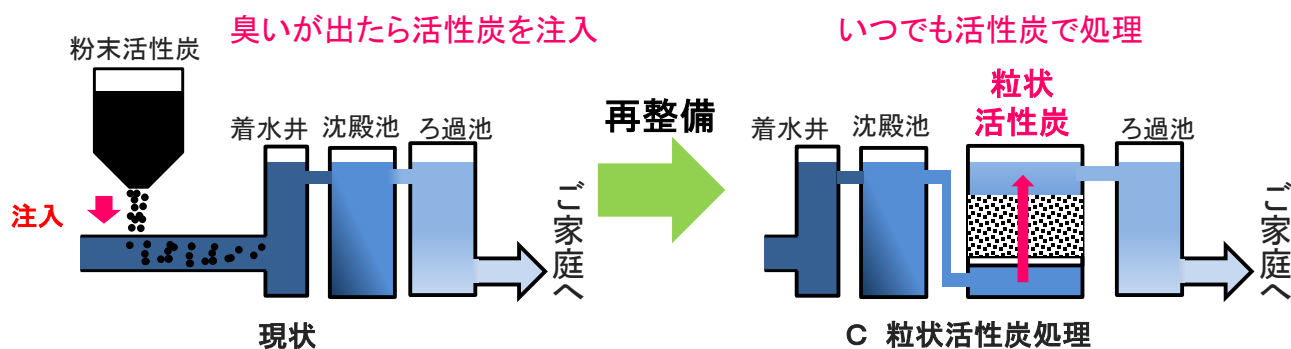 臭いが出たら活性炭を注入
粉末活性炭
着水井
沈殿池
ろ過池
注入
ご家庭へ
現状
再整備
いつでも活性炭で処理
粒状
活性炭
着水井
沈殿池
ろ過池
ご家庭へ
C 粒状活性炭処理